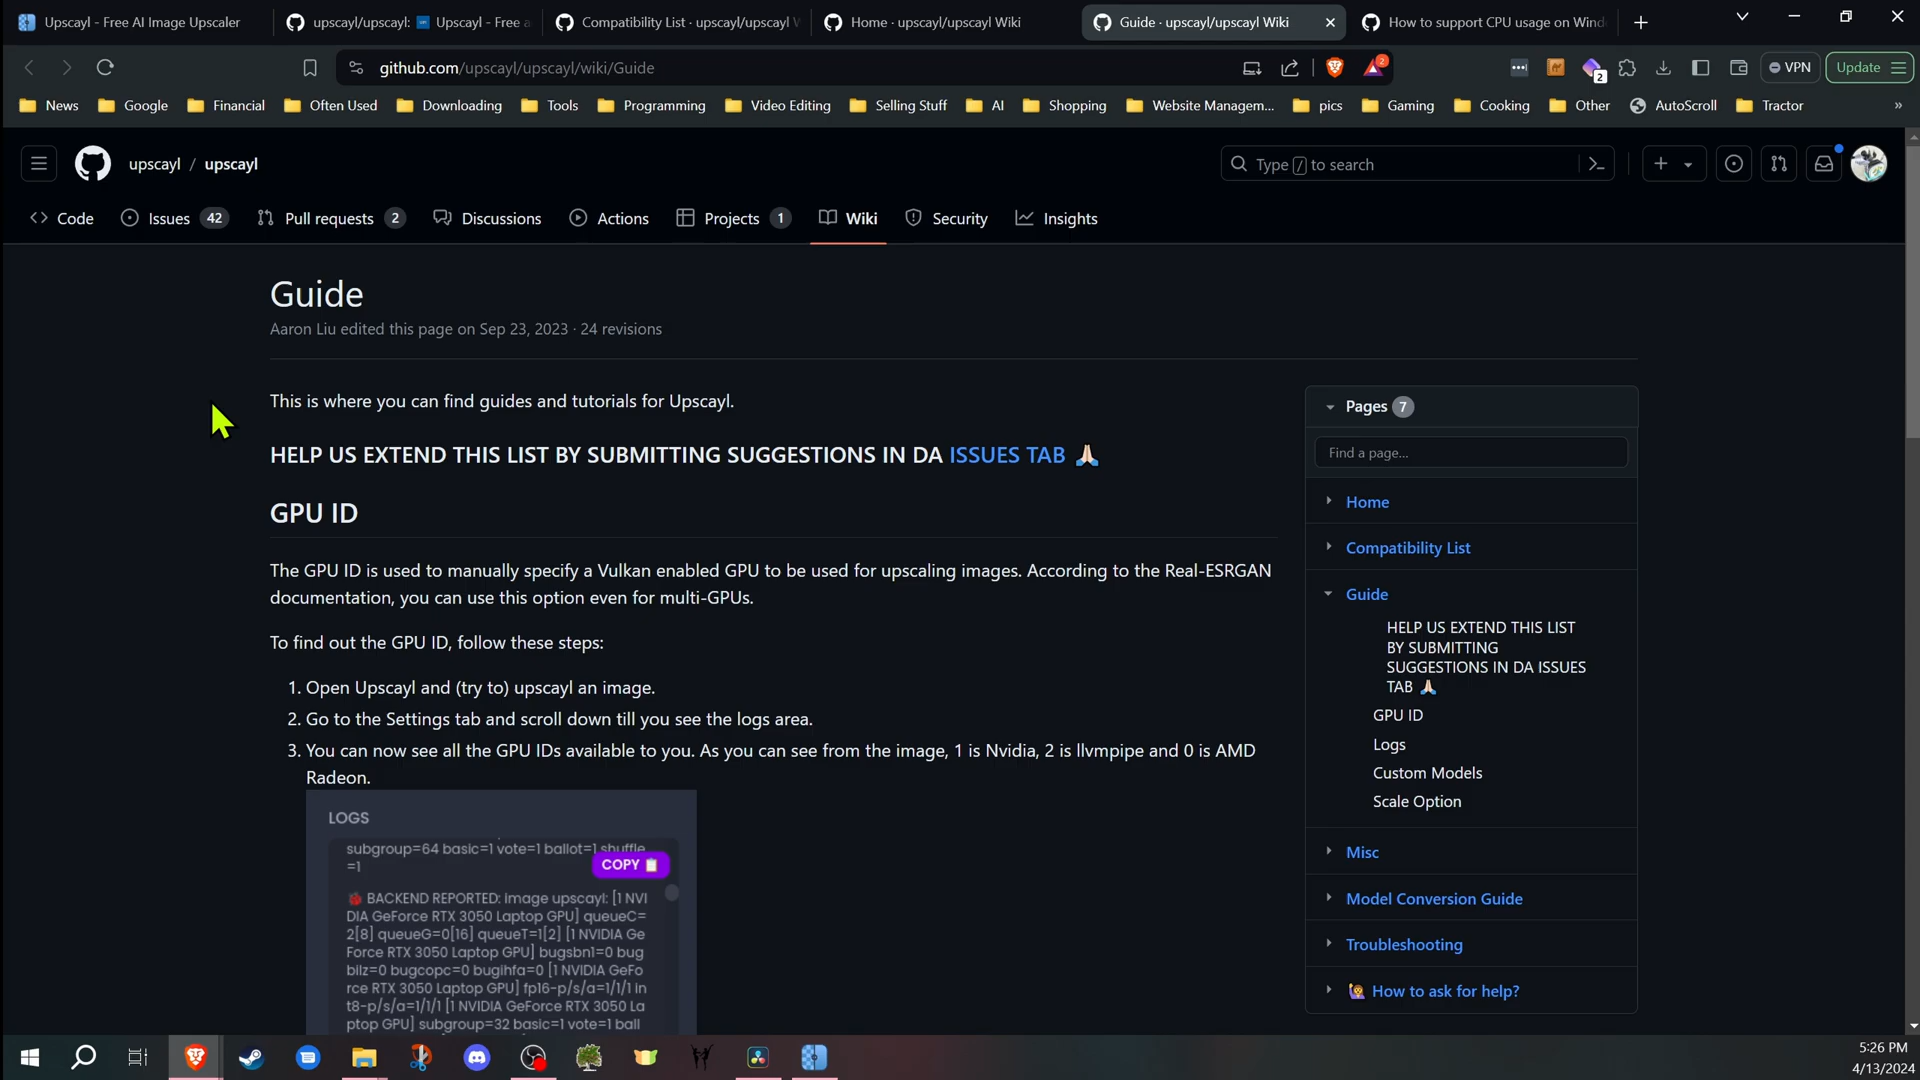 Upscayl - Free AI Image Upscaler
upscayl/upscayl: Upscayl - Free a
Compatibility List · upscayl/upscayl W
Home · upscayl/upscayl Wiki
Guide · upscayl/upscayl Wiki
How to support CPU usage on Wind
github.com/upscayl/upscayl/wiki/Guide
2
2
VPN
Update
News
Google
Financial
Often Used
Downloading
Tools
Programming
Video Editing
Selling Stuff
AI
Shopping
Website Managem...
pics
Gaming
Cooking
Other
AutoScroll
Tractor
»
upscayl / upscayl
Type / to search
Code
Issues 42
Pull requests 2
Discussions
Actions
Projects 1
Wiki
Security
Insights
Guide
Aaron Liu edited this page on Sep 23, 2023 · 24 revisions
This is where you can find guides and tutorials for Upscayl.
HELP US EXTEND THIS LIST BY SUBMITTING SUGGESTIONS IN DA ISSUES TAB 🙏🏻
GPU ID
The GPU ID is used to manually specify a Vulkan enabled GPU to be used for upscaling images. According to the Real-ESRGAN
documentation, you can use this option even for multi-GPUs.
To find out the GPU ID, follow these steps:
1. Open Upscayl and (try to) upscayl an image.
2. Go to the Settings tab and scroll down till you see the logs area.
3. You can now see all the GPU IDs available to you. As you can see from the image, 1 is Nvidia, 2 is llvmpipe and 0 is AMD
Radeon.
LOGS
subgroup=64 basic=1 vote=1 ballot=1 shuffle
=1
COPY 📋
🐞 BACKEND REPORTED: Image upscayl: [1 NVI
DIA GeForce RTX 3050 Laptop GPU] queueC=
2[8] queueG=0[16] queueT=1[2] [1 NVIDIA Ge
Force RTX 3050 Laptop GPU] bugsbn1=0 bug
bilz=0 bugcopc=0 bugihfa=0 [1 NVIDIA GeFo
rce RTX 3050 Laptop GPU] fp16-p/s/a=1/1/1 in
t8-p/s/a=1/1/1 [1 NVIDIA GeForce RTX 3050 La
ptop GPU] subgroup=32 basic=1 vote=1 ball
Pages 7
Find a page...
Home
Compatibility List
Guide
HELP US EXTEND THIS LIST
BY SUBMITTING
SUGGESTIONS IN DA ISSUES
TAB 🙏🏻
GPU ID
Logs
Custom Models
Scale Option
Misc
Model Conversion Guide
Troubleshooting
🙋 How to ask for help?
5:26 PM
4/13/2024